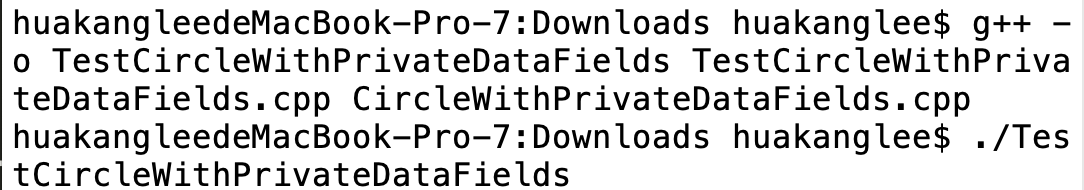 huakangleedeMacBook-Pro-7:Downloads huakanglee$ g++ -
o TestCircleWithPrivateDataFields TestCircleWithPriva
teDataFields.cpp CircleWithPrivateDataFields.cpp
huakangleedeMacBook-Pro-7:Downloads huakanglee$ ./Tes
tCircleWithPrivateDataFields